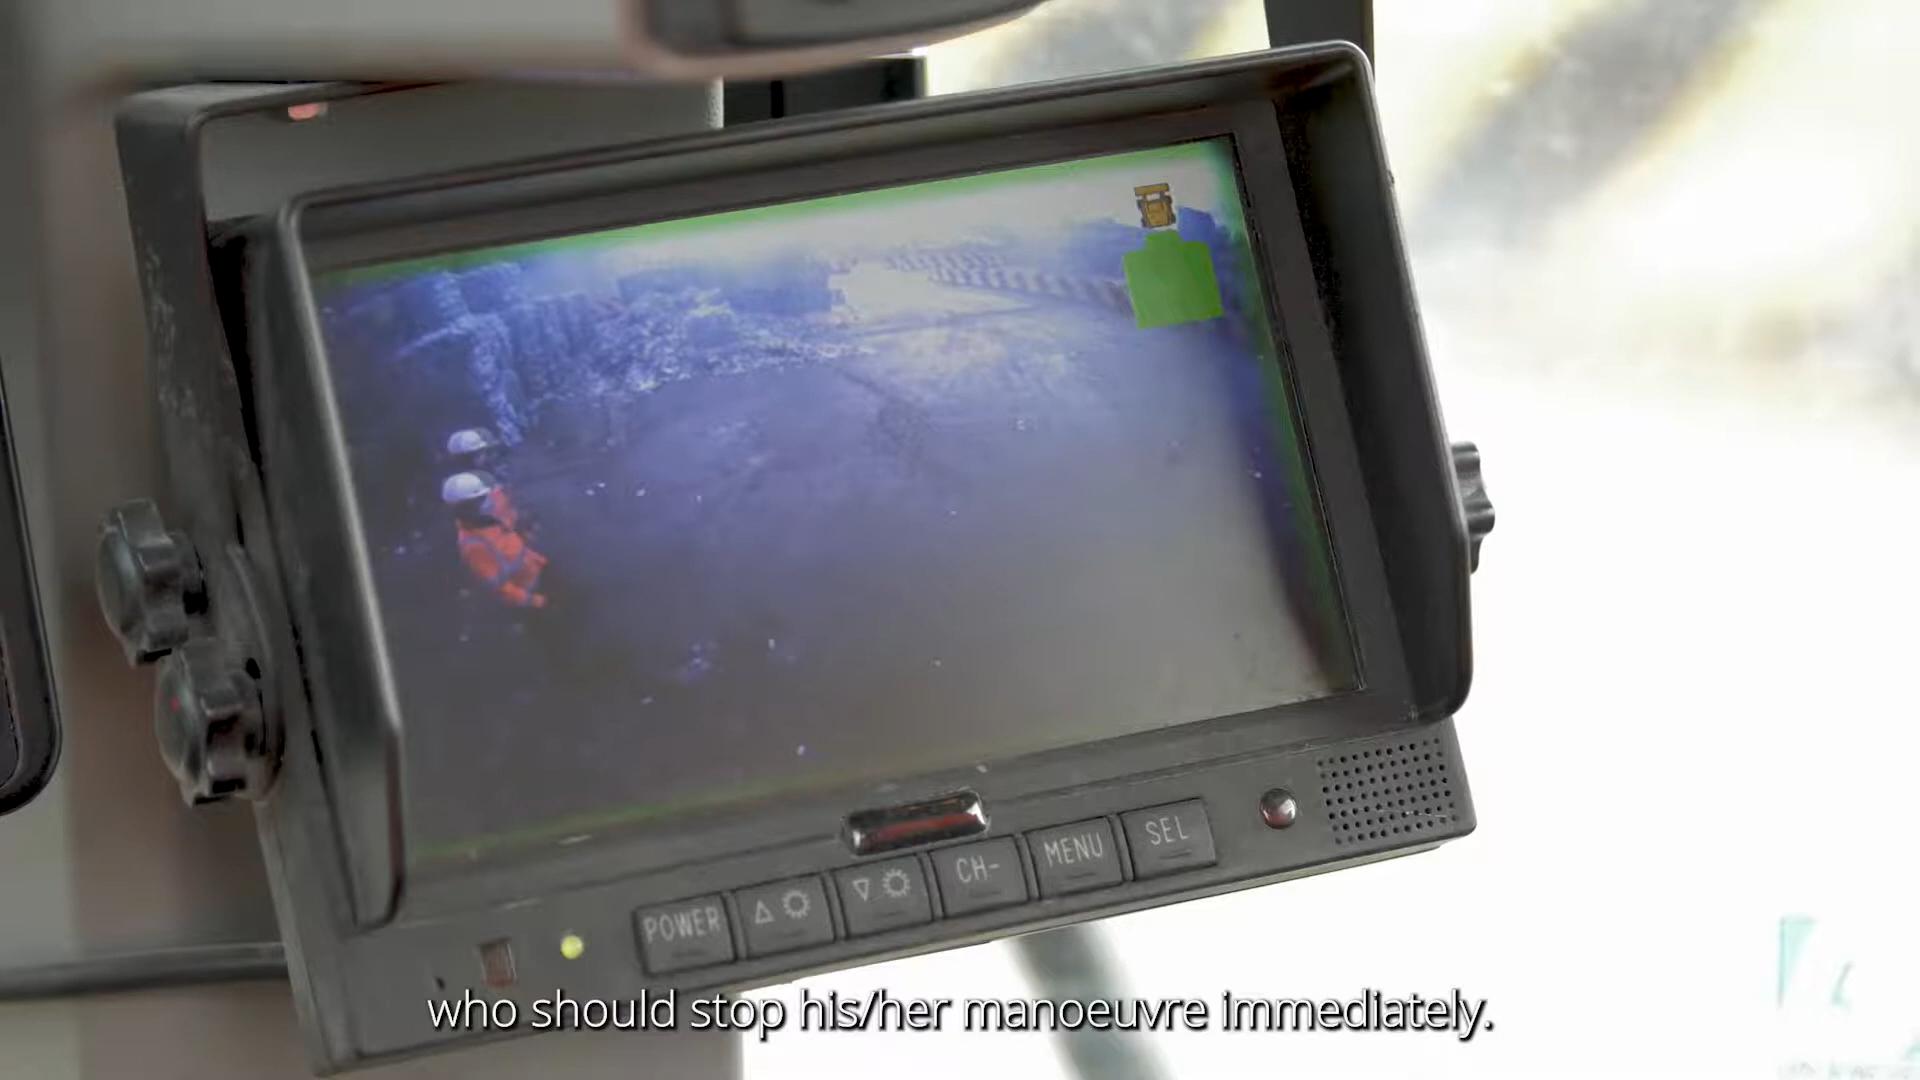 POWER
CH-
MENU
SEL
who should stop his/her manoeuvre immediately.